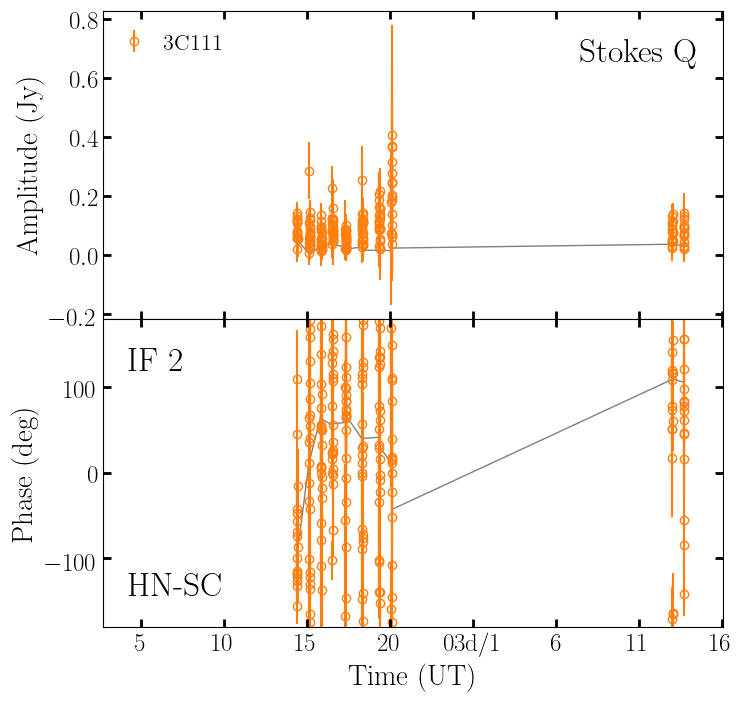 0.8
3C111
Stokes Q
0.6
0.4
0.2
0.0
−0.2
Amplitude (Jy)
IF 2
100
0
−100
Phase (deg)
HN-SC
5 10 15 20 03d/1 6 11 16
Time (UT)